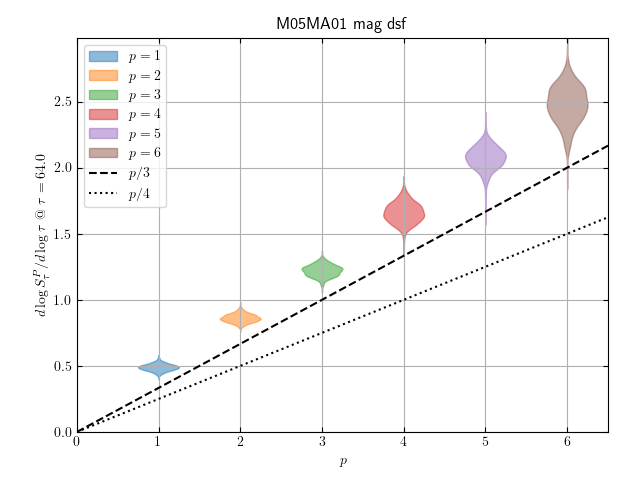 M05MA01 mag dsf
p = 1
p = 2
p = 3
p = 4
p = 5
p = 6
p/3
p/4
d log S_τ^P / d log τ @ τ = 64.0
2.5
2.0
1.5
1.0
0.5
0.0
0 1 2 3 4 5 6
p